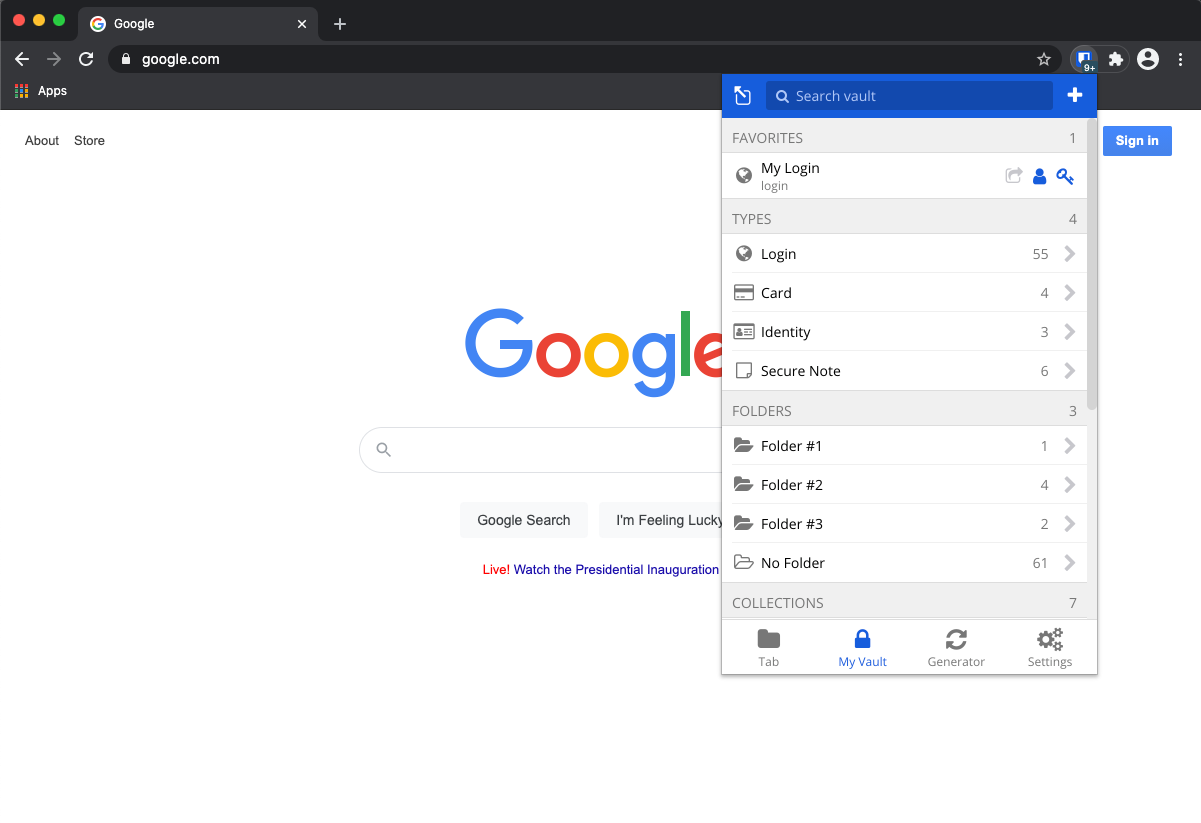 Google
google.com
9+
Apps
About Store
Sign in
Google
Google Search
I'm Feeling Lucky
Live! Watch the Presidential Inauguration
Search vault
FAVORITES 1
My Login
login
TYPES 4
Login 55
Card 4
Identity 3
Secure Note 6
FOLDERS 3
Folder #1 1
Folder #2 4
Folder #3 2
No Folder 61
COLLECTIONS 7
Tab My Vault Generator Settings